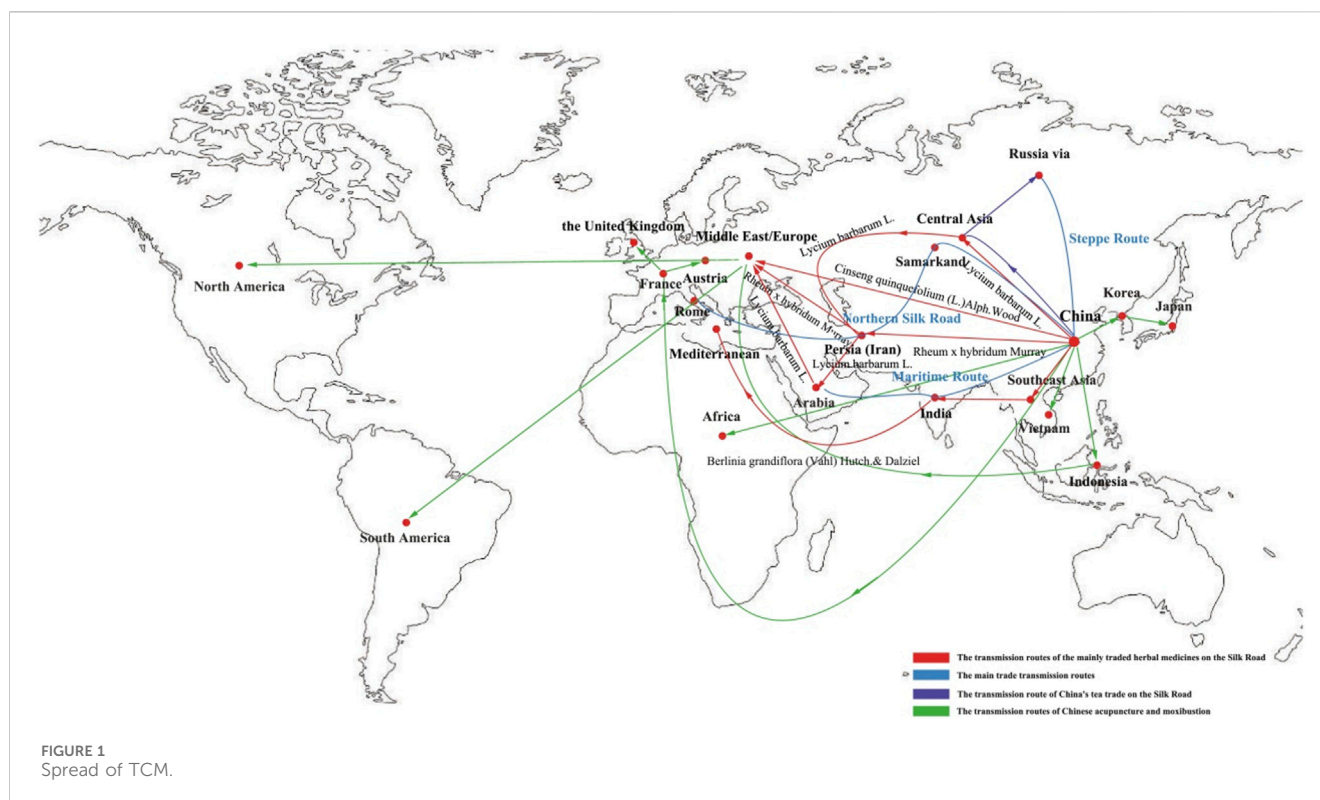 Russia via
Central Asia
Lycium barbarum L.
Steppe Route
the United Kingdom
Middle East/Europe
Samarkand
Lycium barbarum L.
Cinseng quinquefolium (L.)Alph.Wood
North America
France
Austria
Rheum x hybridum Murray
Korea
Japan
Rome
Lycium barbarum L.
Northern Silk Road
China
Mediterranean
Persia (Iran)
Rheum x hybridum Murray
Lycium barbarum L.
Maritime Route
Southeast Asia
Arabia
India
Africa
Vietnam
Berlinia grandiflora (Vahl) Hutch.& Dalziel
Indonesia
South America
The transmission routes of the mainly traded herbal medicines on the Silk Road
The main trade transmission routes
The transmission route of China's tea trade on the Silk Road
The transmission routes of Chinese acupuncture and moxibustion
FIGURE 1
Spread of TCM.